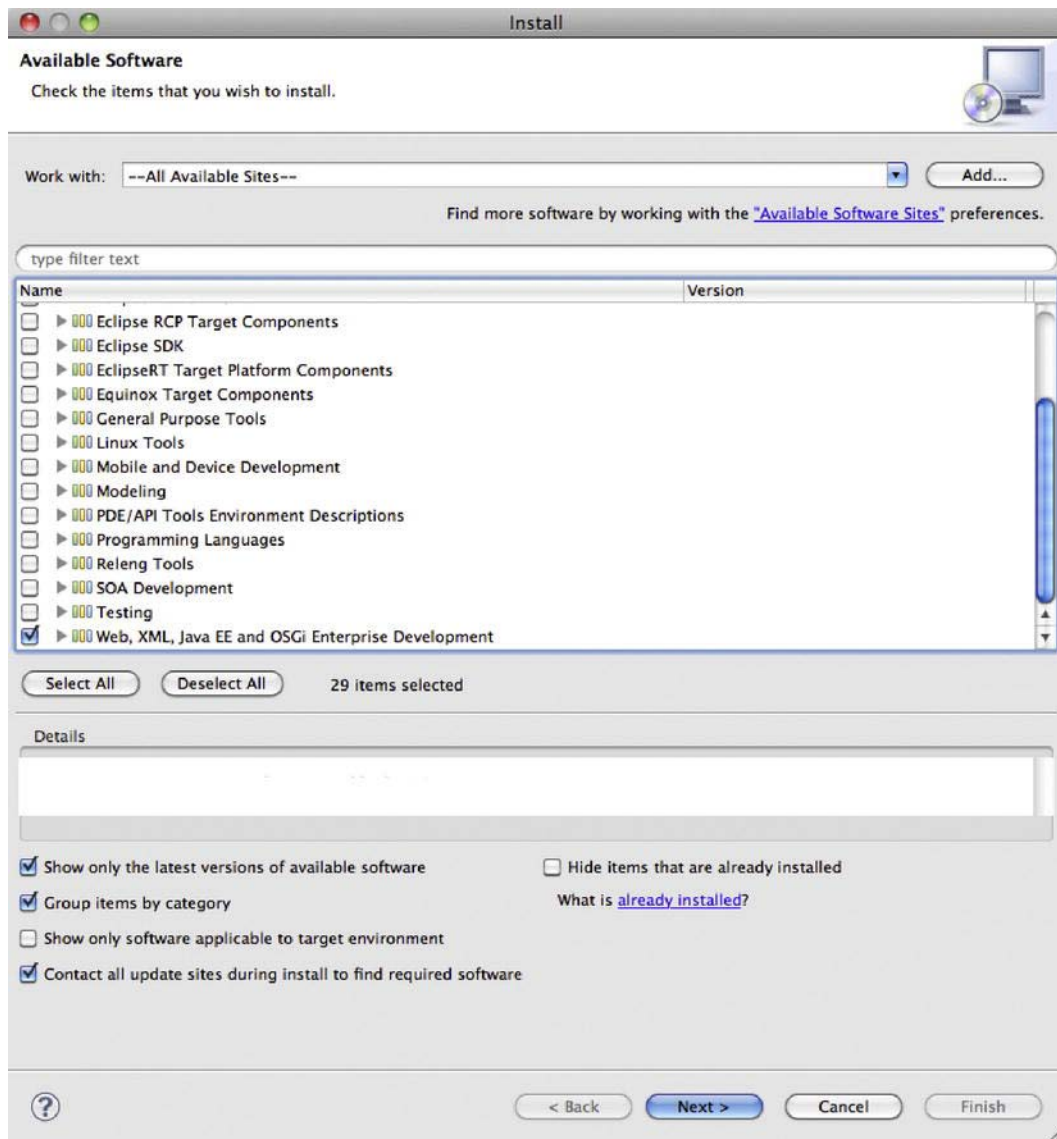 Install
Available Software
Check the items that you wish to install.
Work with: --All Available Sites-- Add...
Find more software by working with the "Available Software Sites" preferences.
type filter text
Name Version
Eclipse RCP Target Components
Eclipse SDK
EclipseRT Target Platform Components
Equinox Target Components
General Purpose Tools
Linux Tools
Mobile and Device Development
Modeling
PDE/API Tools Environment Descriptions
Programming Languages
Releng Tools
SOA Development
Testing
Web, XML, Java EE and OSGi Enterprise Development
Select All Deselect All 29 items selected
Details
Show only the latest versions of available software Hide items that are already installed
Group items by category What is already installed?
Show only software applicable to target environment
Contact all update sites during install to find required software
? < Back Next > Cancel Finish